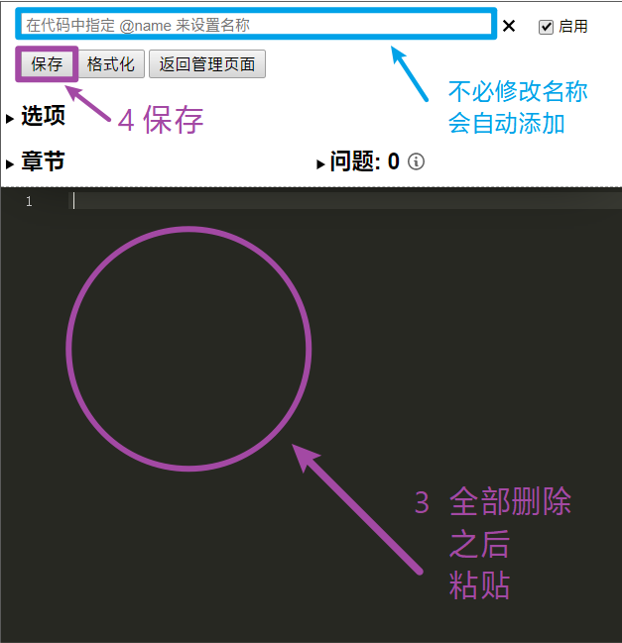 在代码中指定 @name 来设置名称
启用
保存 格式化 返回管理页面
不必修改名称
会自动添加
4 保存
选项
章节
问题: 0
1
3 全部删除
之后
粘贴